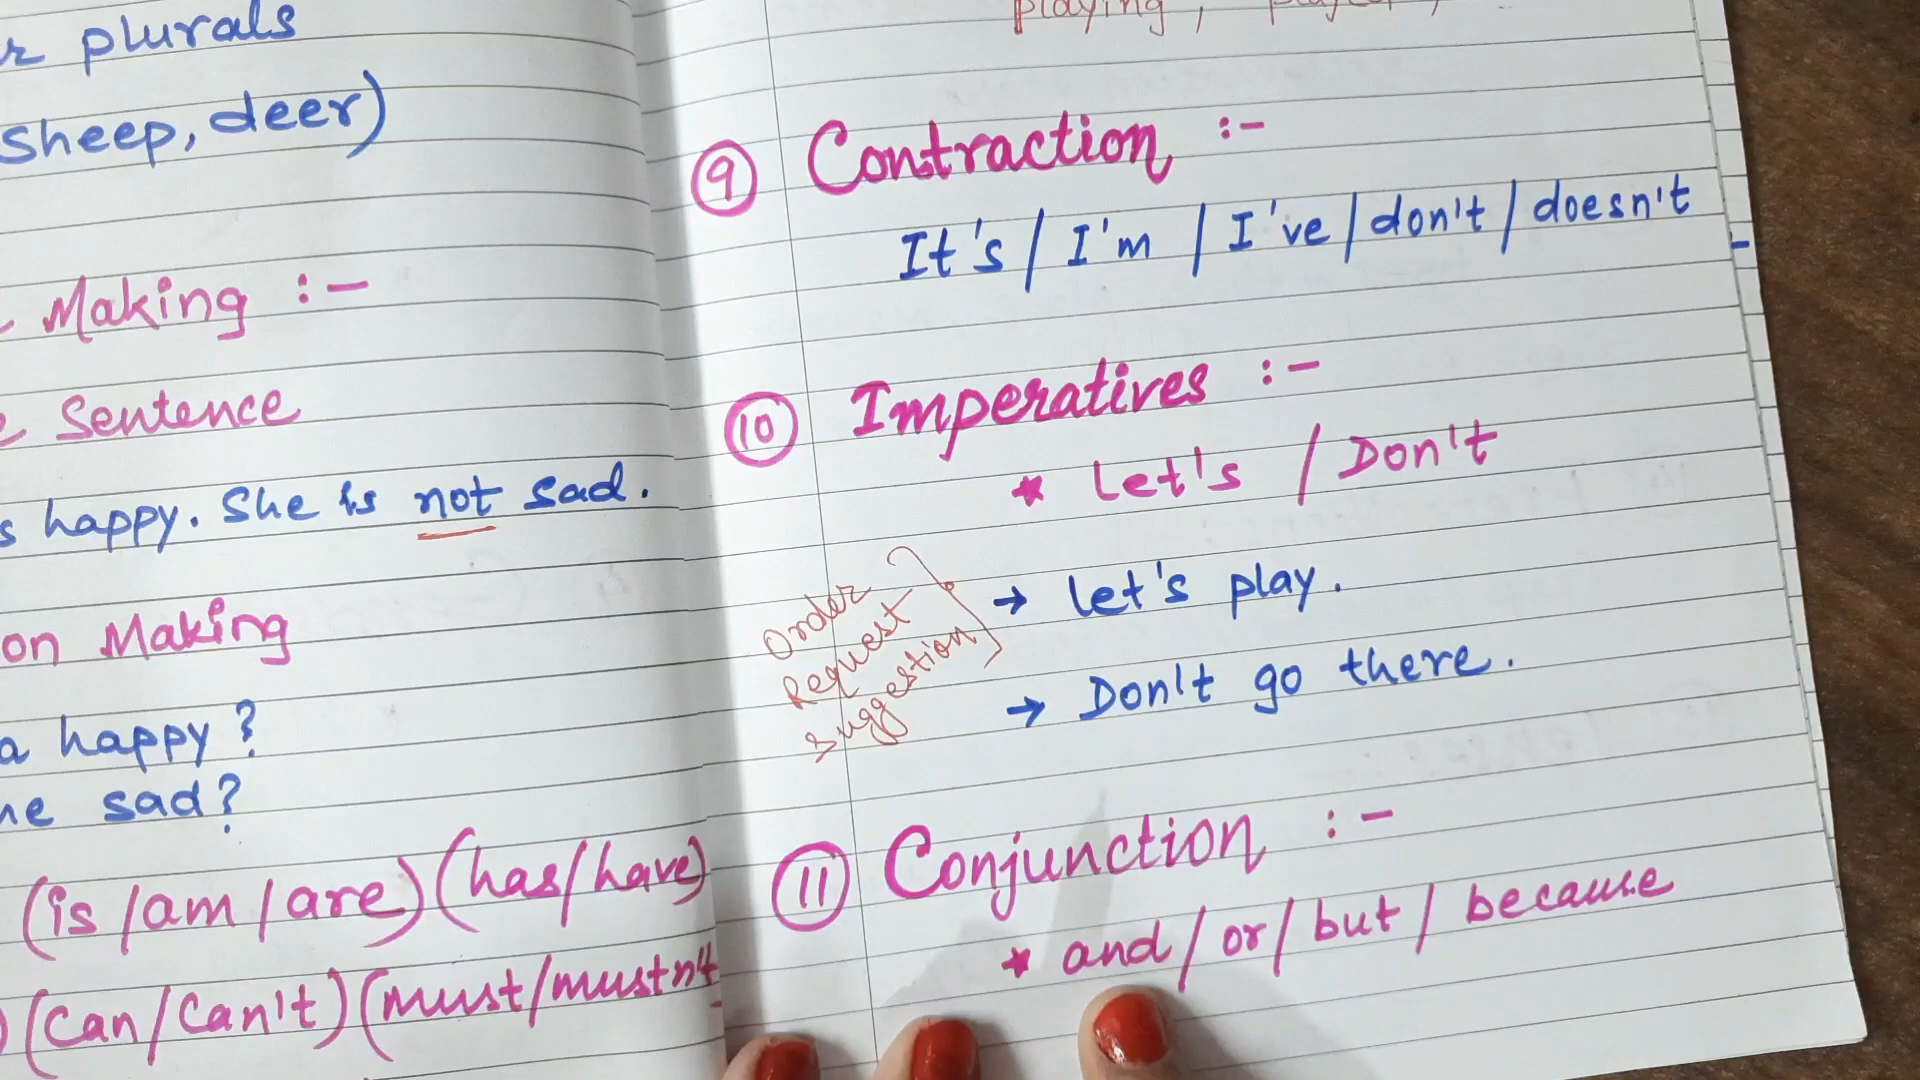 plurals
sheep, deer)
Making :-
Sentence
happy. She is not sad.
on Making
a happy ?
sad?
(is/am/are)(has/have)
(Can/Can't)(must/mustn't
playing,
9 Contraction :-
It's / I'm / I've / don't / doesn't
10 Imperatives :-
* Let's / Don't
Order
Request
Suggestion
→ Let's play.
→ Don't go there.
11 Conjunction :-
* and / or / but / because